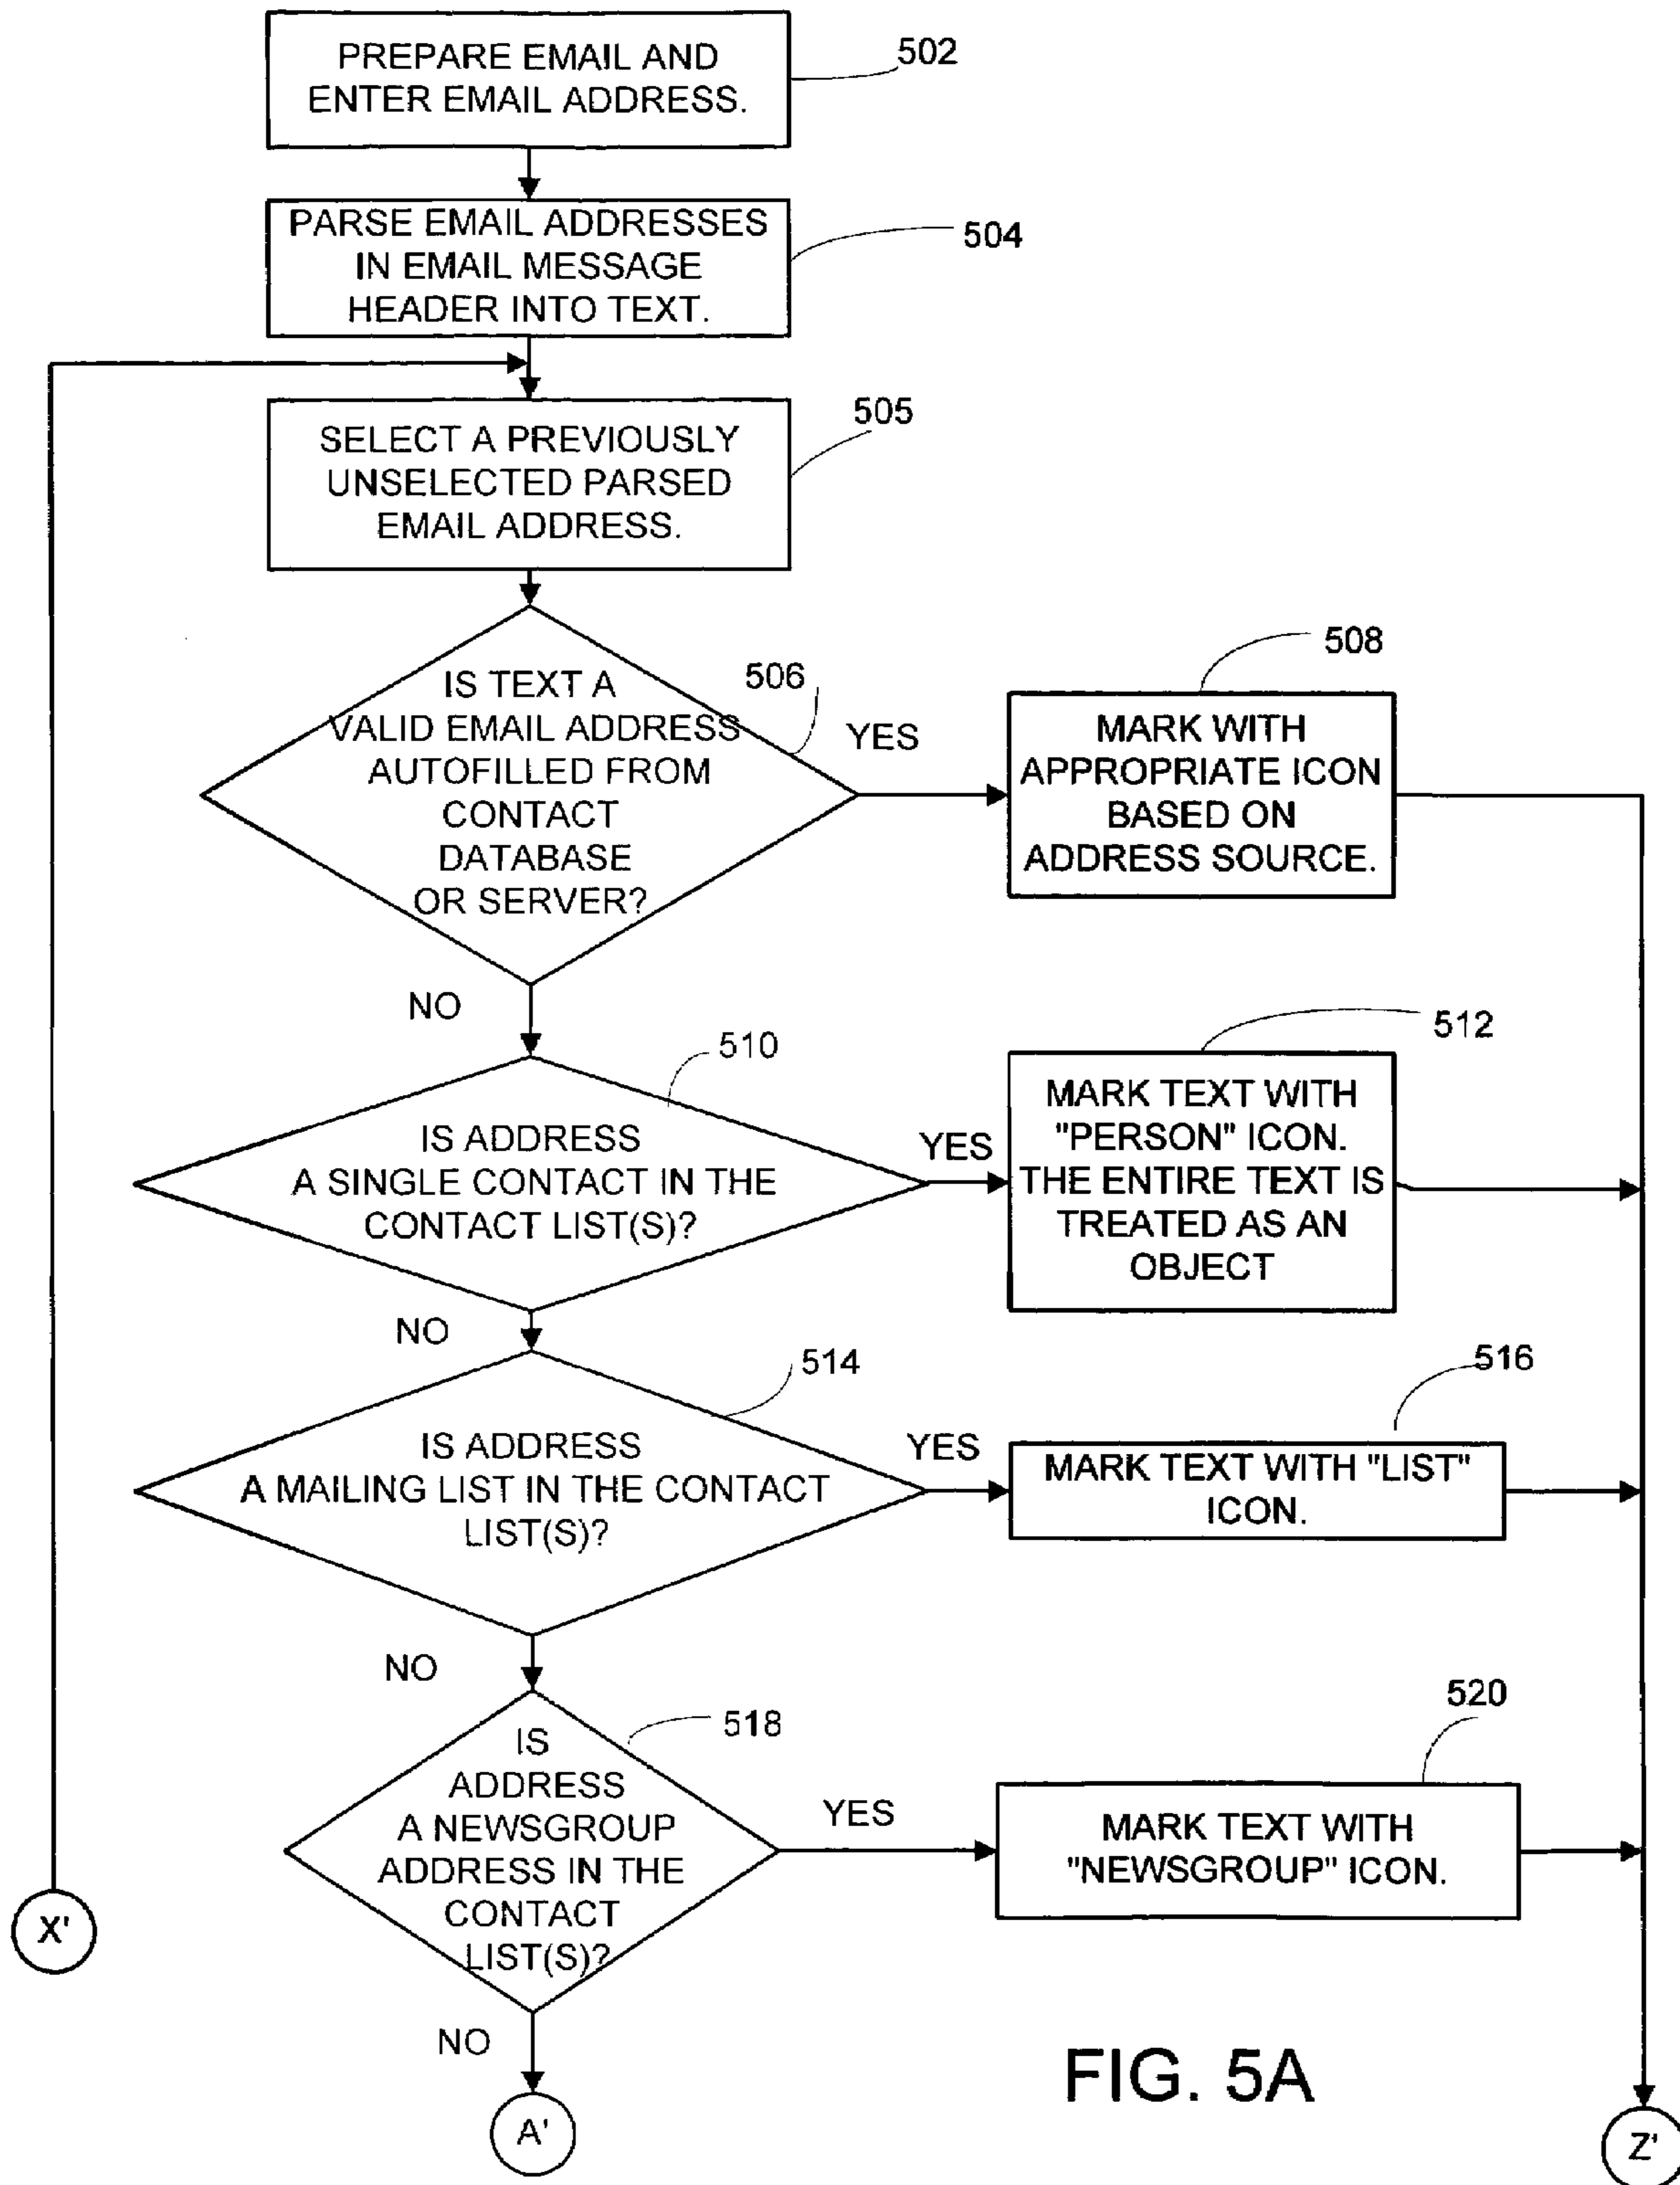 PREPARE EMAIL AND
ENTER EMAIL ADDRESS.
502
PARSE EMAIL ADDRESSES
IN EMAIL MESSAGE
HEADER INTO TEXT.
504
SELECT A PREVIOUSLY
UNSELECTED PARSED
EMAIL ADDRESS.
505
IS TEXT A
VALID EMAIL ADDRESS
AUTOFILLED FROM
CONTACT
DATABASE
OR SERVER?
506
YES
508
MARK WITH
APPROPRIATE ICON
BASED ON
ADDRESS SOURCE.
NO
510
IS ADDRESS
A SINGLE CONTACT IN THE
CONTACT LIST(S)?
YES
512
MARK TEXT WITH
"PERSON" ICON.
THE ENTIRE TEXT IS
TREATED AS AN
OBJECT
NO
514
IS ADDRESS
A MAILING LIST IN THE CONTACT
LIST(S)?
YES
516
MARK TEXT WITH "LIST"
ICON.
NO
518
IS
ADDRESS
A NEWSGROUP
ADDRESS IN THE
CONTACT
LIST(S)?
YES
520
MARK TEXT WITH
"NEWSGROUP" ICON.
X'
NO
A'
FIG. 5A
Z'